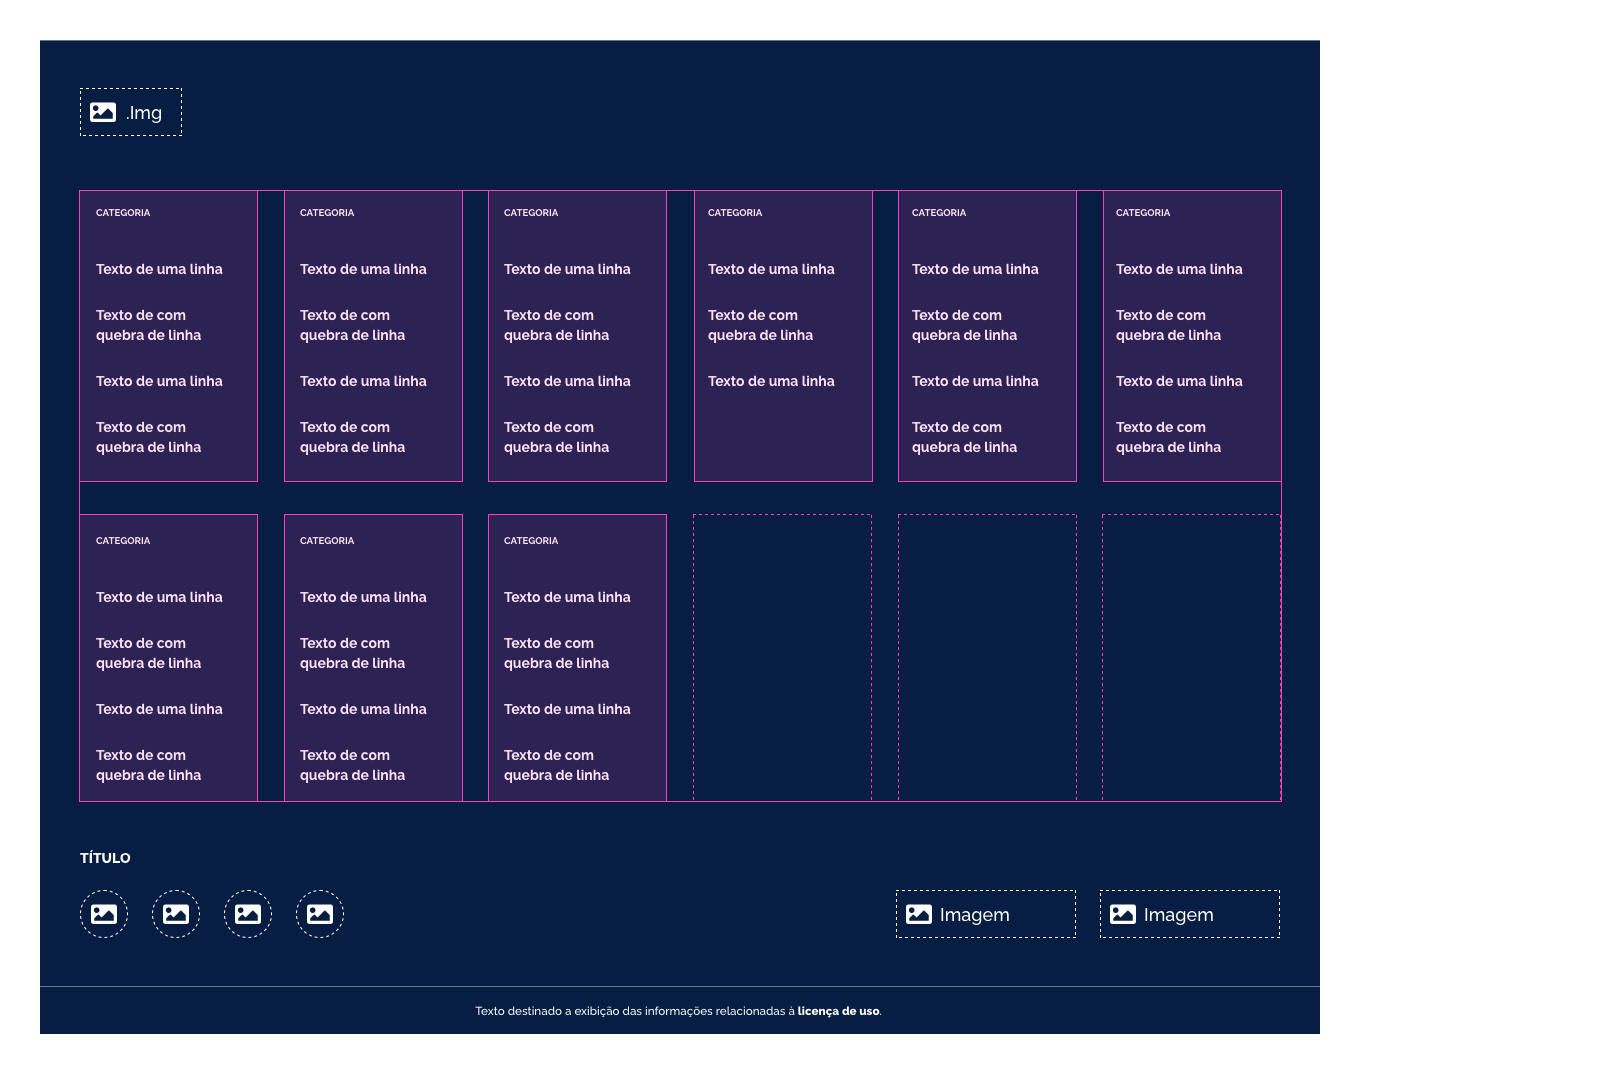 .Img
CATEGORIA
Texto de uma linha
Texto de com
quebra de linha
Texto de uma linha
Texto de com
quebra de linha
CATEGORIA
Texto de uma linha
Texto de com
quebra de linha
Texto de uma linha
Texto de com
quebra de linha
CATEGORIA
Texto de uma linha
Texto de com
quebra de linha
Texto de uma linha
Texto de com
quebra de linha
CATEGORIA
Texto de uma linha
Texto de com
quebra de linha
Texto de uma linha
CATEGORIA
Texto de uma linha
Texto de com
quebra de linha
Texto de uma linha
Texto de com
quebra de linha
CATEGORIA
Texto de uma linha
Texto de com
quebra de linha
Texto de uma linha
Texto de com
quebra de linha
CATEGORIA
Texto de uma linha
Texto de com
quebra de linha
Texto de uma linha
Texto de com
quebra de linha
CATEGORIA
Texto de uma linha
Texto de com
quebra de linha
Texto de uma linha
Texto de com
quebra de linha
CATEGORIA
Texto de uma linha
Texto de com
quebra de linha
Texto de uma linha
Texto de com
quebra de linha
TÍTULO
Imagem
Imagem
Texto destinado a exibição das informações relacionadas à licença de uso.